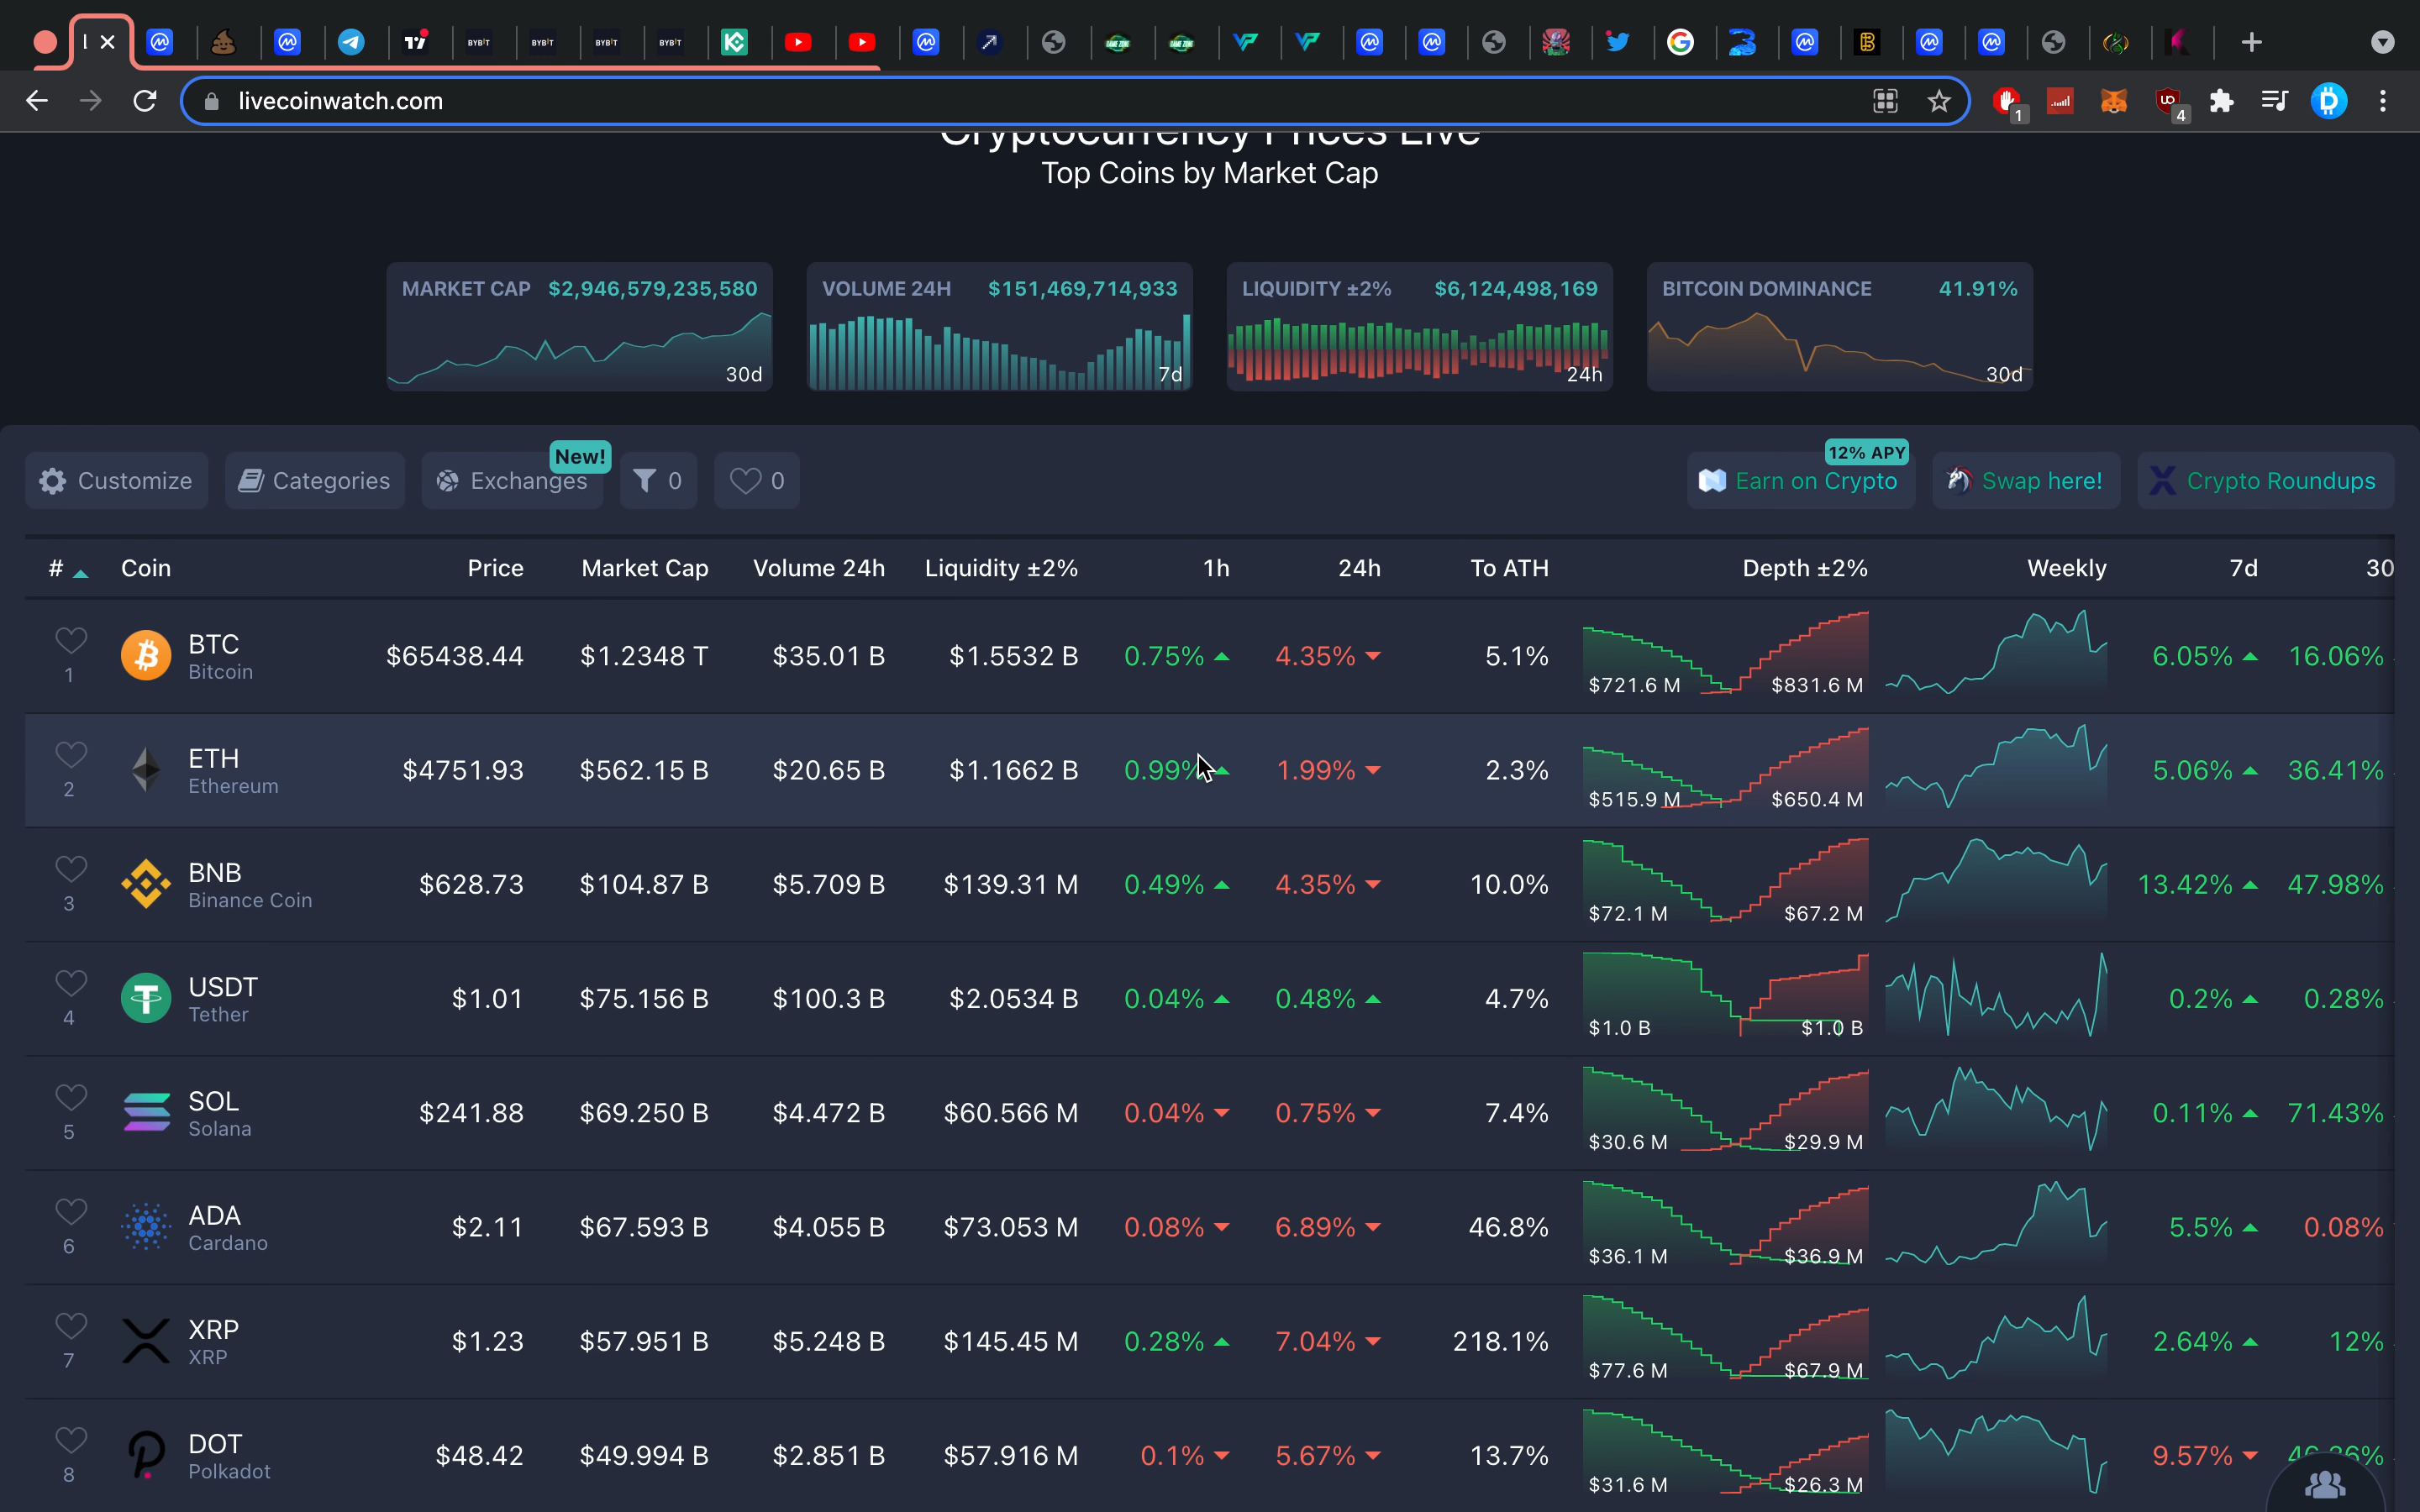 livecoinwatch.com
1
4
Cryptocurrency Prices Live
Top Coins by Market Cap
MARKET CAP $2,946,579,235,580
30d
VOLUME 24H $151,469,714,933
7d
LIQUIDITY ±2% $6,124,498,169
24h
BITCOIN DOMINANCE 41.91%
30d
Customize
Categories
Exchanges
New!
0
0
12% APY
Earn on Crypto
Swap here!
Crypto Roundups
# Coin Price Market Cap Volume 24h Liquidity ±2% 1h 24h To ATH Depth ±2% Weekly 7d 30
1 BTC Bitcoin $65438.44 $1.2348 T $35.01 B $1.5532 B 0.75% 4.35% 5.1% $721.6 M $831.6 M 6.05% 16.06%
2 ETH Ethereum $4751.93 $562.15 B $20.65 B $1.1662 B 0.99% 1.99% 2.3% $515.9 M $650.4 M 5.06% 36.41%
3 BNB Binance Coin $628.73 $104.87 B $5.709 B $139.31 M 0.49% 4.35% 10.0% $72.1 M $67.2 M 13.42% 47.98%
4 USDT Tether $1.01 $75.156 B $100.3 B $2.0534 B 0.04% 0.48% 4.7% $1.0 B $1.0 B 0.2% 0.28%
5 SOL Solana $241.88 $69.250 B $4.472 B $60.566 M 0.04% 0.75% 7.4% $30.6 M $29.9 M 0.11% 71.43%
6 ADA Cardano $2.11 $67.593 B $4.055 B $73.053 M 0.08% 6.89% 46.8% $36.1 M $36.9 M 5.5% 0.08%
7 XRP XRP $1.23 $57.951 B $5.248 B $145.45 M 0.28% 7.04% 218.1% $77.6 M $67.9 M 2.64% 12%
8 DOT Polkadot $48.42 $49.994 B $2.851 B $57.916 M 0.1% 5.67% 13.7% $31.6 M $26.3 M 9.57%